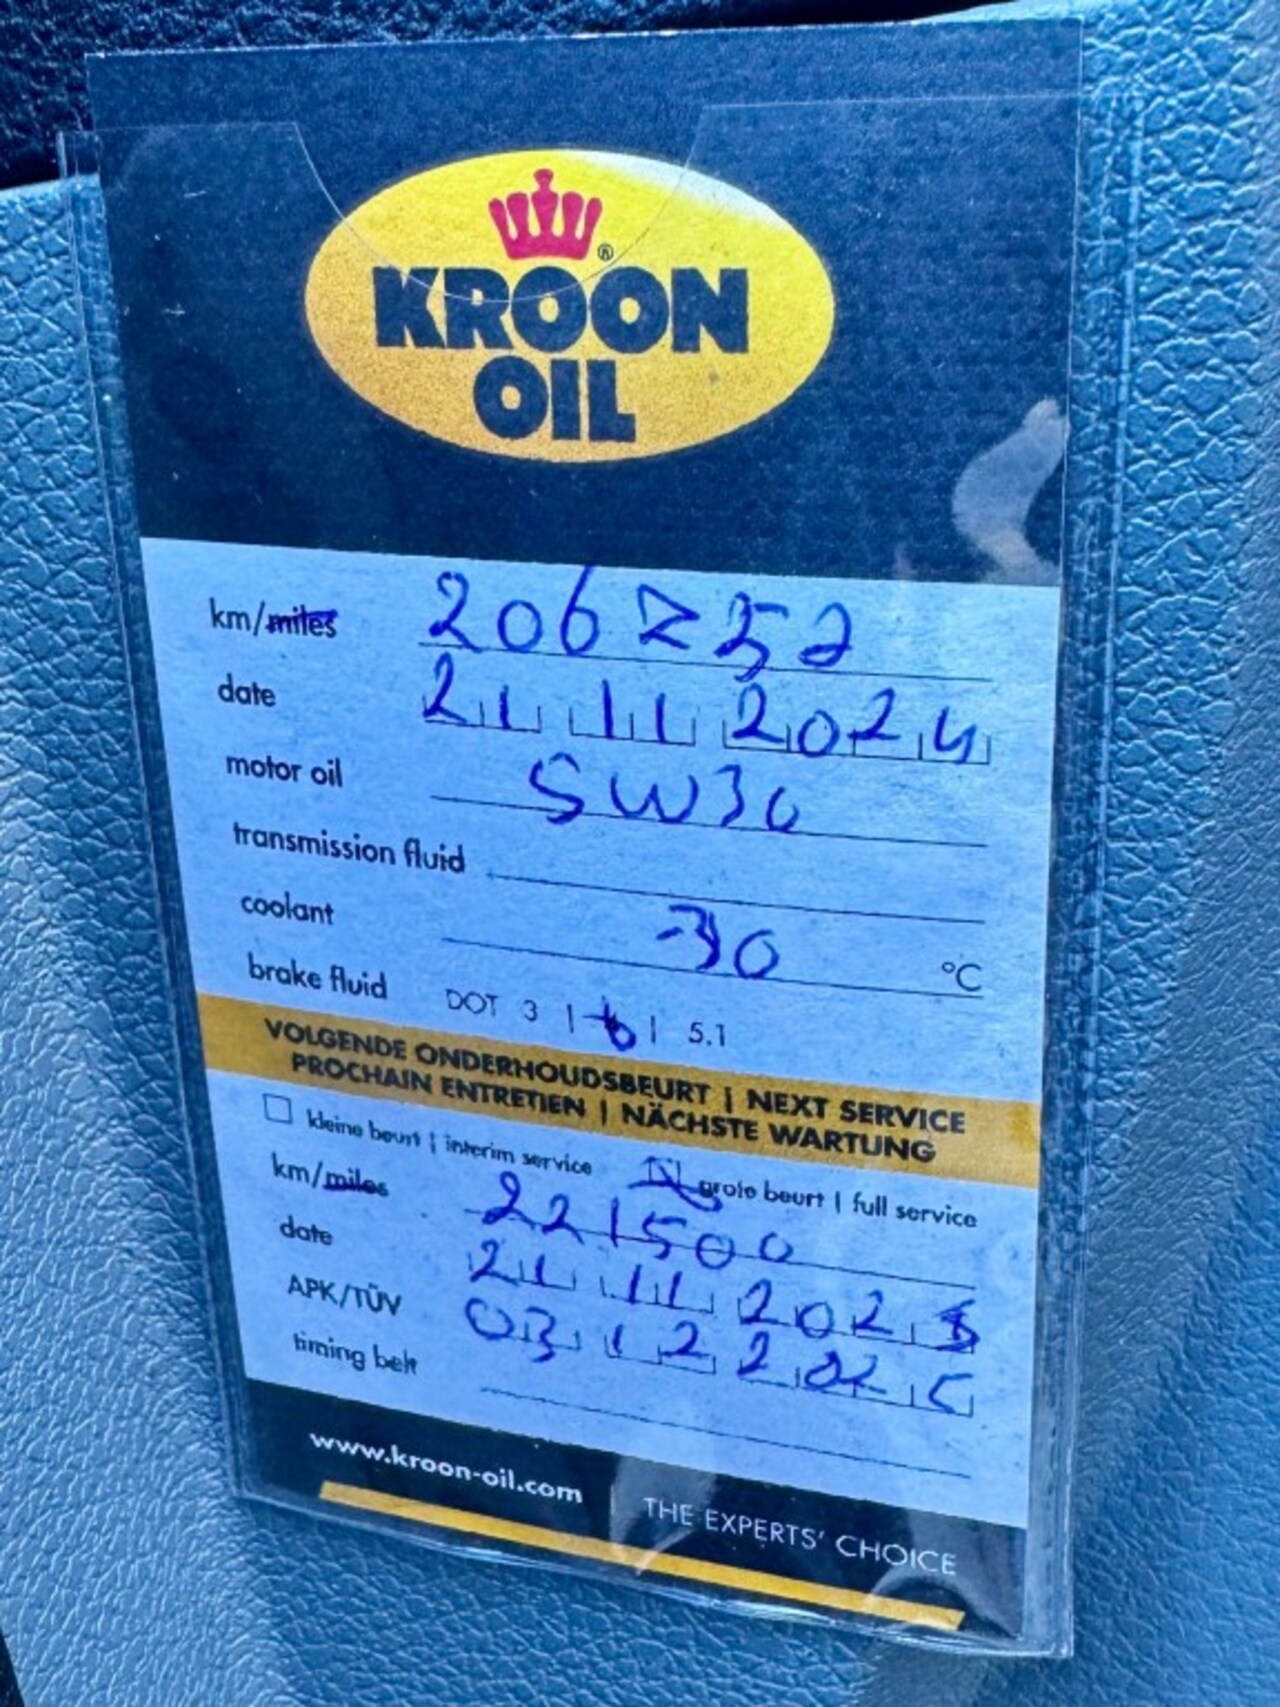 KROON
OIL
km/miles 206252
date 21 11 2024
motor oil 5W30
transmission fluid
coolant -30 °C
brake fluid DOT 3 | | 5.1
VOLGENDE ONDERHOUDSBEURT | NEXT SERVICE
PROCHAIN ENTRETIEN | NÄCHSTE WARTUNG
kleine beurt | interim service grote beurt | full service
km/miles 221500
date 21 11 2025
APK/TÜV 03 12 2025
timing belt
www.kroon-oil.com THE EXPERTS' CHOICE